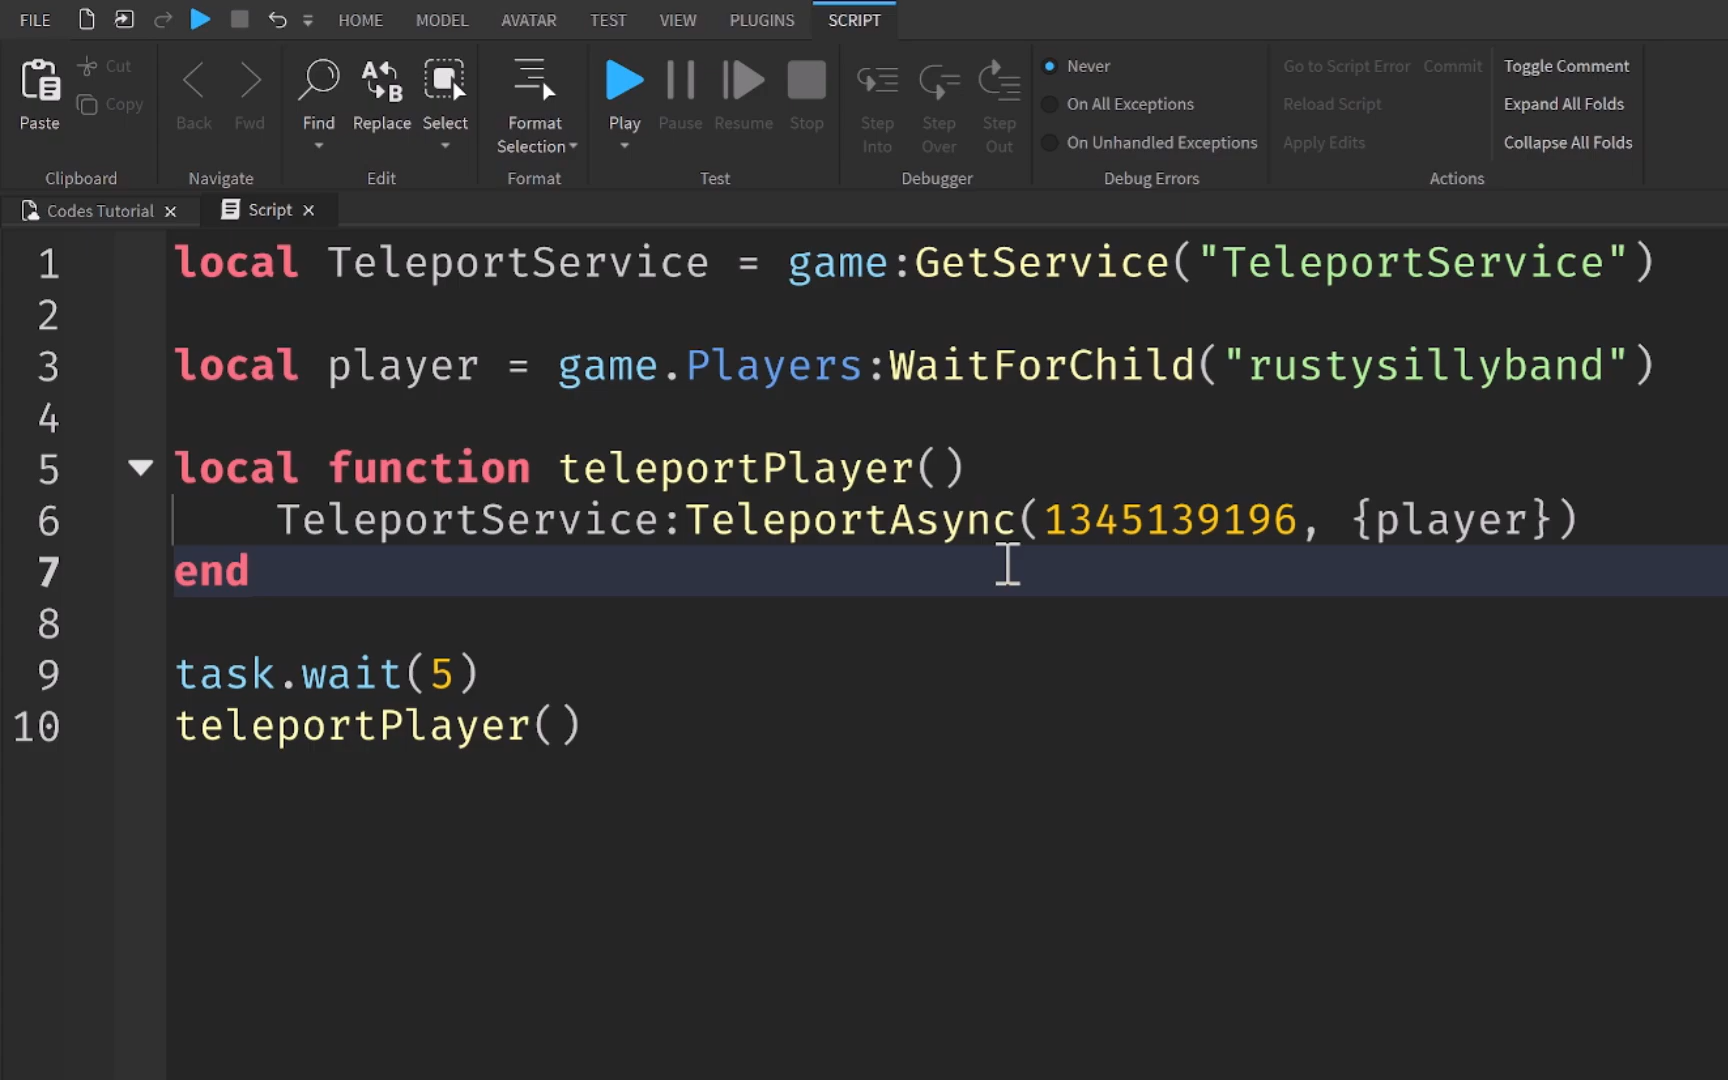 FILE HOME MODEL AVATAR TEST VIEW PLUGINS SCRIPT
Paste Cut Copy Clipboard
Back Fwd Navigate
Find Replace Select Edit
Format Selection Format
Play Pause Resume Stop Test
Step Into Step Over Step Out Debugger
Never
On All Exceptions
On Unhandled Exceptions
Debug Errors
Go to Script Error Commit
Reload Script
Apply Edits
Toggle Comment
Expand All Folds
Collapse All Folds
Actions
Codes Tutorial Script
1 local TeleportService = game:GetService("TeleportService")
2
3 local player = game.Players:WaitForChild("rustysillyband")
4
5 local function teleportPlayer()
6 TeleportService:TeleportAsync(1345139196, {player})
7 end
8
9 task.wait(5)
10 teleportPlayer()